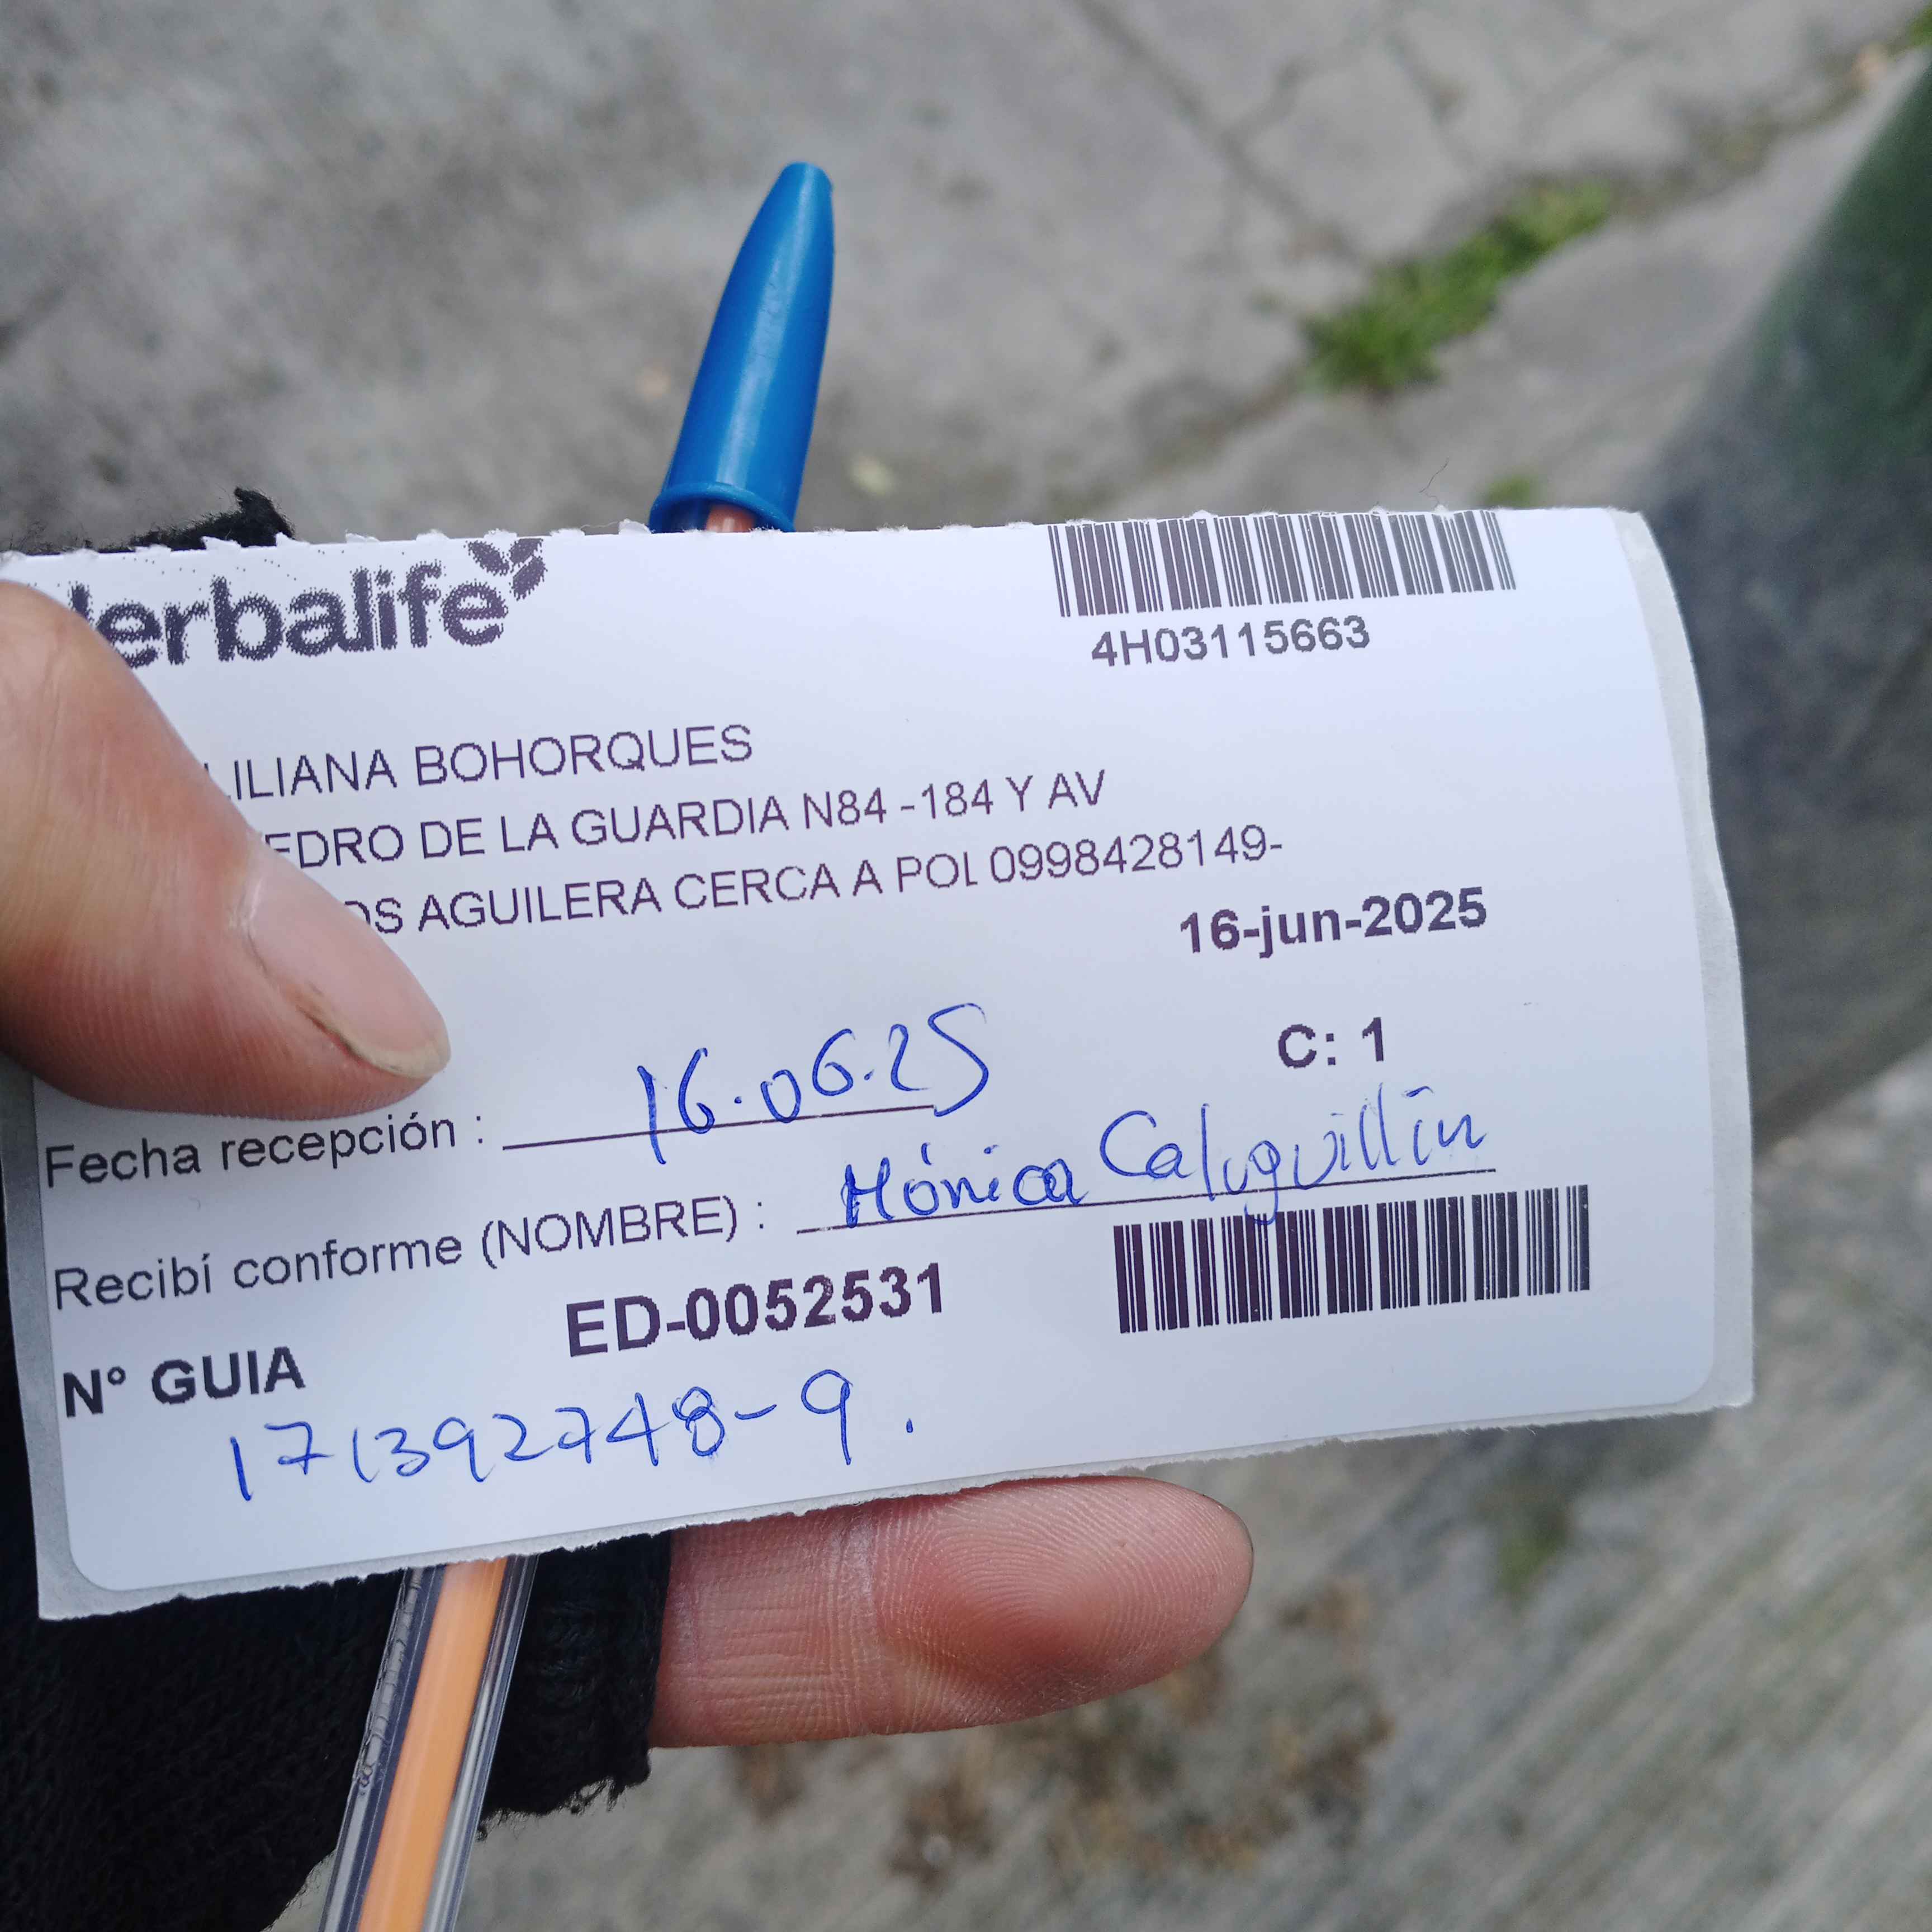 erbalife
4H03115663
ILIANA BOHORQUES
EDRO DE LA GUARDIA N84 -184 Y AV
OS AGUILERA CERCA A POL 0998428149-
16-jun-2025
C: 1
Fecha recepción : 16.06.25
Recibí conforme (NOMBRE) : Mónica Caluguillin
N° GUIA ED-0052531
171392748-9.